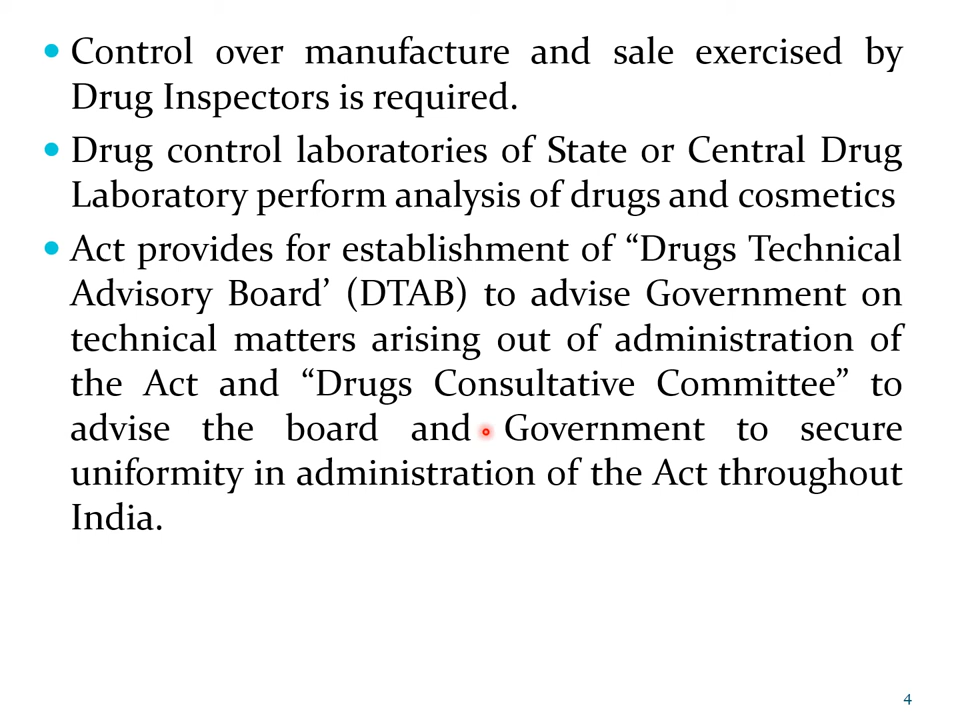 • Control over manufacture and sale exercised by
Drug Inspectors is required.
• Drug control laboratories of State or Central Drug
Laboratory perform analysis of drugs and cosmetics
• Act provides for establishment of “Drugs Technical
Advisory Board’ (DTAB) to advise Government on
technical matters arising out of administration of
the Act and “Drugs Consultative Committee” to
advise the board and Government to secure
uniformity in administration of the Act throughout
India.
4